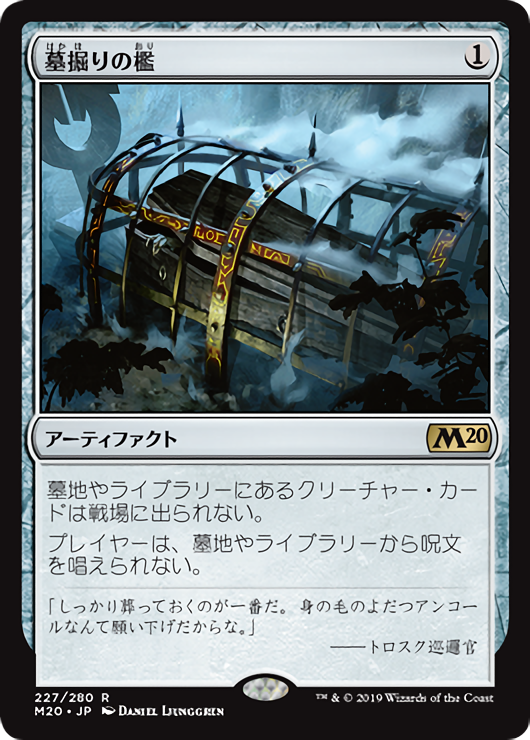 はかほ おり
墓掘りの檻 1
アーティファクト M20
墓地やライブラリーにあるクリーチャー・カー
ドは戦場に出られない。
プレイヤーは、墓地やライブラリーから呪文
を唱えられない。
「しっかり葬っておくのが一番だ。 身の毛のよだつアンコー
ルなんて願い下げだからな。」
――トロスク巡邏官
227/280 R
M20 • JP DANIEL LJUNGGREN
™ & © 2019 Wizards of the Coast